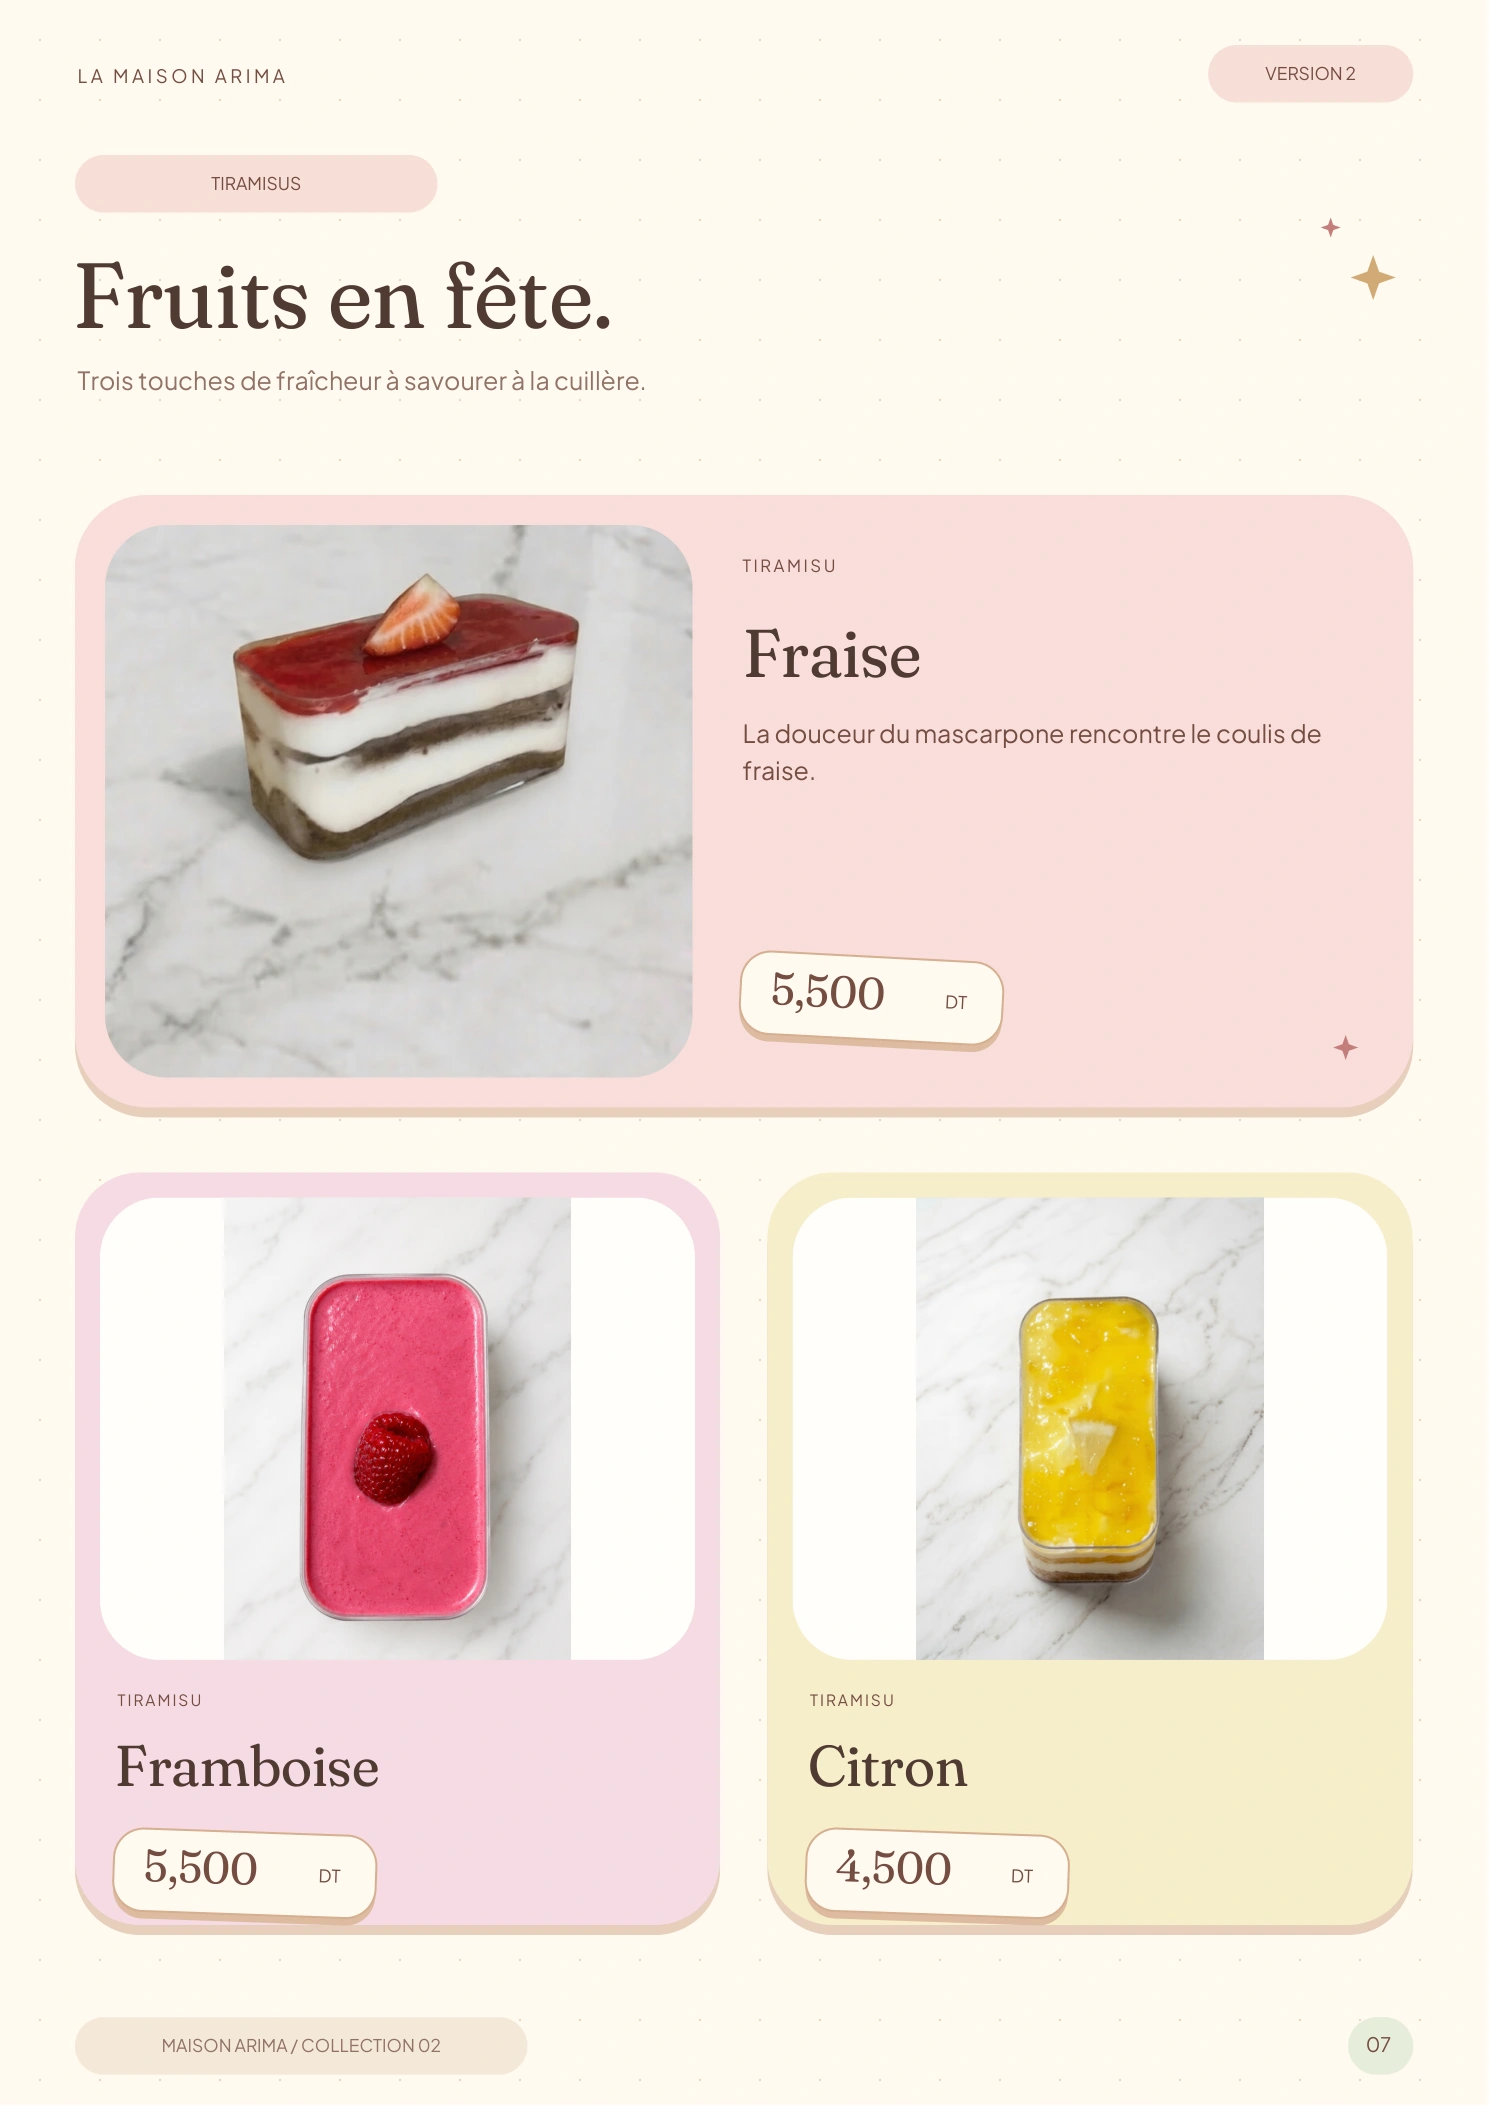 LA MAISON ARIMA
VERSION 2
TIRAMISUS
Fruits en fête.
Trois touches de fraîcheur à savourer à la cuillère.
TIRAMISU
Fraise
La douceur du mascarpone rencontre le coulis de
fraise.
5,500 DT
TIRAMISU
Framboise
5,500 DT
TIRAMISU
Citron
4,500 DT
MAISON ARIMA / COLLECTION 02
07